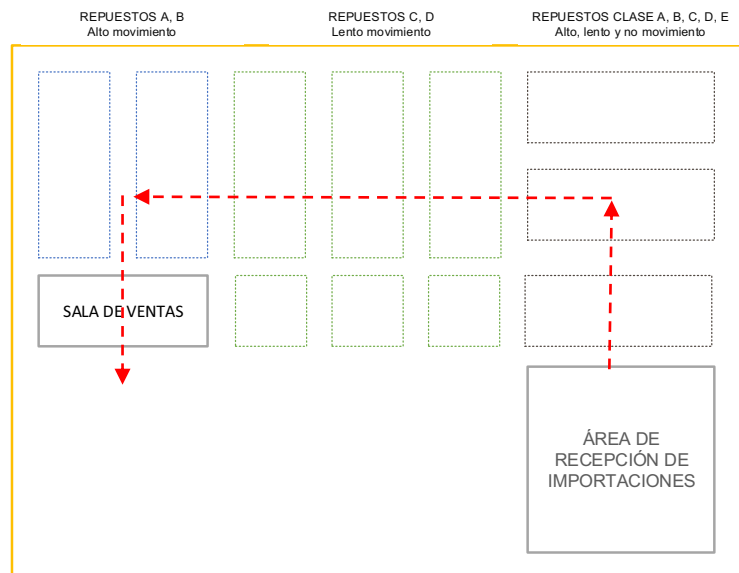 REPUESTOS A, B
Alto movimiento
REPUESTOS C, D
Lento movimiento
REPUESTOS CLASE A, B, C, D, E
Alto, lento y no movimiento
SALA DE VENTAS
ÁREA DE
RECEPCIÓN DE
IMPORTACIONES